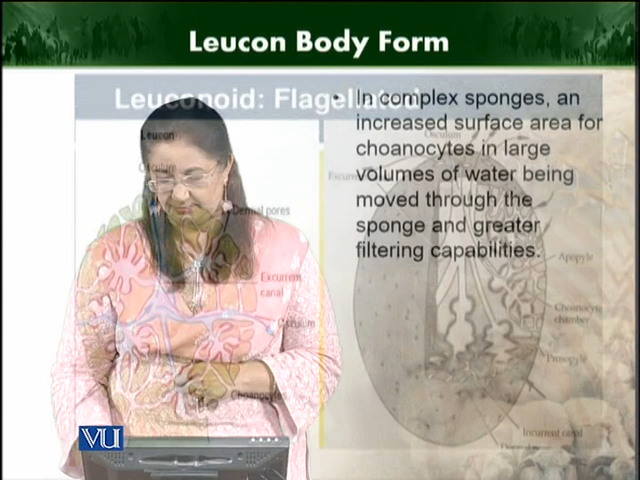 Leucon Body Form
Leuconoid: Flagellated
• In complex sponges, an
increased surface area for
choanocytes in large
volumes of water being
moved through the
sponge and greater
filtering capabilities.
Leucon
Osculum
Dermal pores
Excurrent
canal
Osculum
Choanocyte
Osculum
Apopyle
Choanocyte
chamber
Prosopyle
Incurrent canal
VU